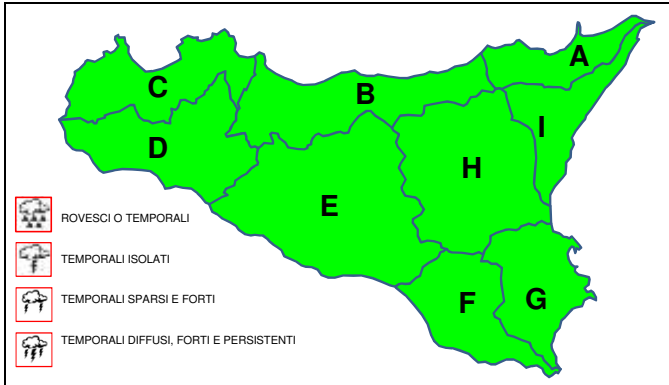 A
C
B
I
D
H
E
ROVESCI O TEMPORALI
TEMPORALI ISOLATI
F
G
TEMPORALI SPARSI E FORTI
TEMPORALI DIFFUSI, FORTI E PERSISTENTI